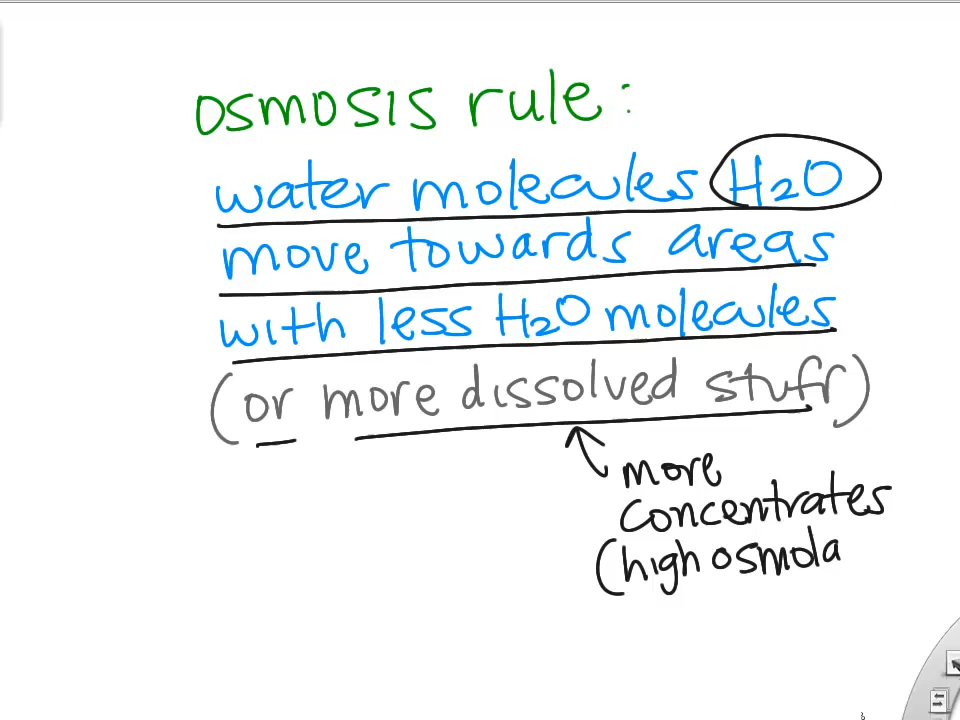 osmosis rule:
water molecules H2O
move towards areas
with less H2O molecules
(or more dissolved stuff)
more
concentrates
(high osmola